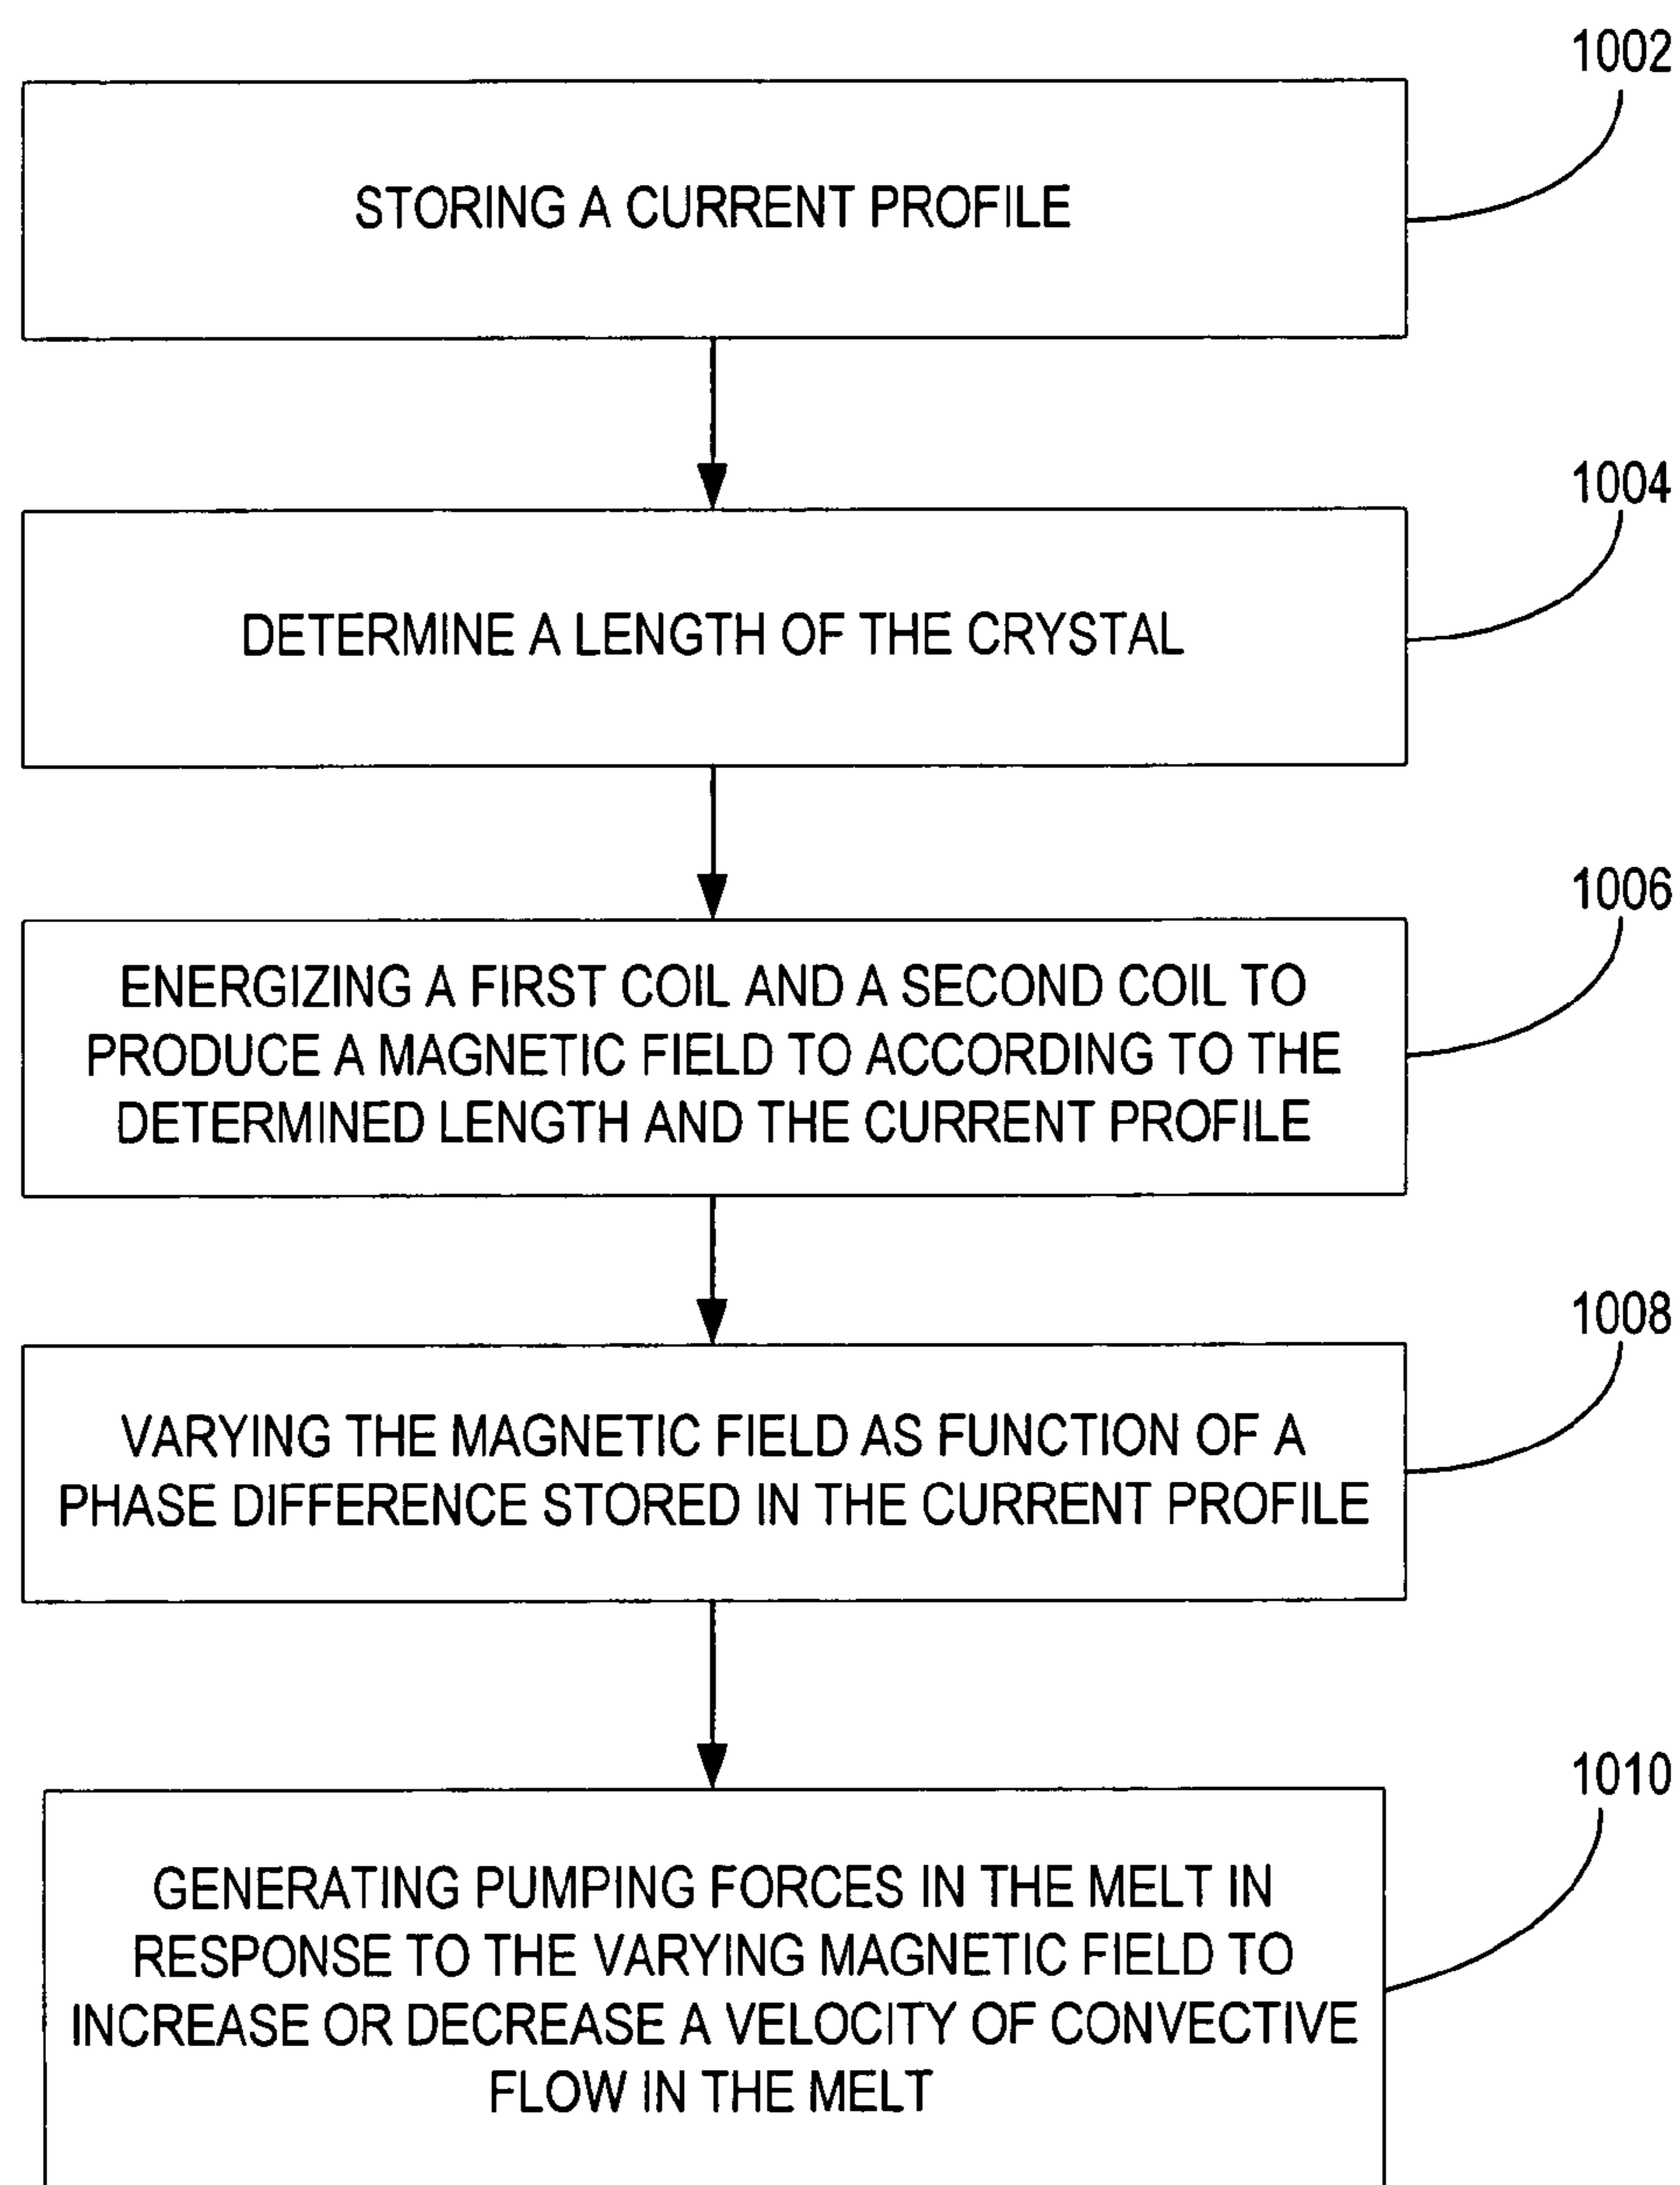 1002
STORING A CURRENT PROFILE
1004
DETERMINE A LENGTH OF THE CRYSTAL
1006
ENERGIZING A FIRST COIL AND A SECOND COIL TO
PRODUCE A MAGNETIC FIELD TO ACCORDING TO THE
DETERMINED LENGTH AND THE CURRENT PROFILE
1008
VARYING THE MAGNETIC FIELD AS FUNCTION OF A
PHASE DIFFERENCE STORED IN THE CURRENT PROFILE
1010
GENERATING PUMPING FORCES IN THE MELT IN
RESPONSE TO THE VARYING MAGNETIC FIELD TO
INCREASE OR DECREASE A VELOCITY OF CONVECTIVE
FLOW IN THE MELT